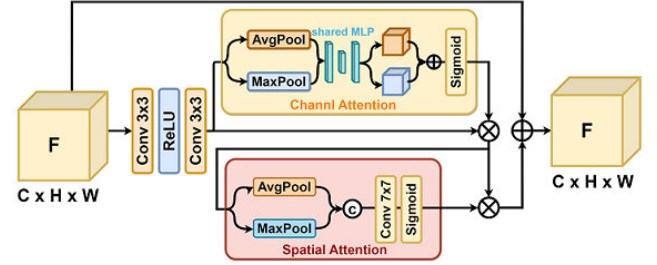 F
C x H x W
Conv 3x3
ReLU
Conv 3x3
AvgPool
MaxPool
shared MLP
Sigmoid
Channl Attention
AvgPool
MaxPool
c
Conv 7x7
Sigmoid
Spatial Attention
F
C x H x W